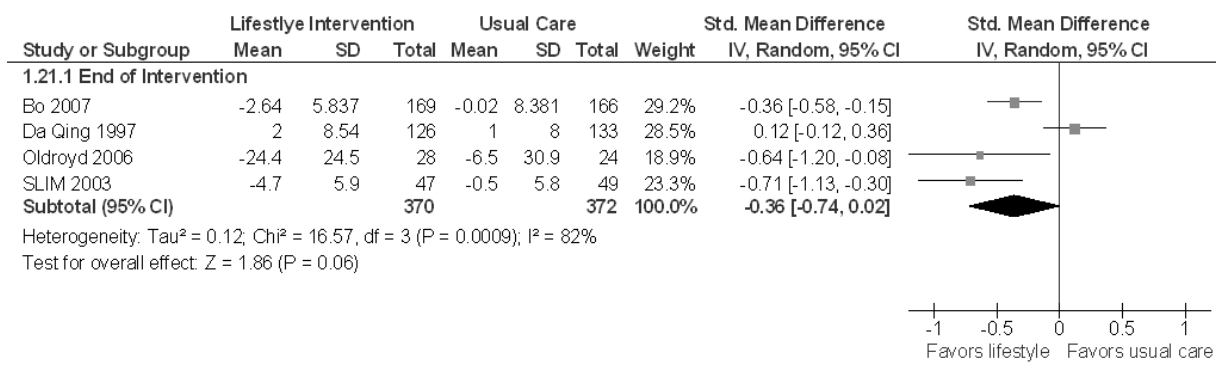 Lifestlye Intervention Usual Care Std. Mean Difference Std. Mean Difference
Study or Subgroup Mean SD Total Mean SD Total Weight IV, Random, 95% CI IV, Random, 95% CI
1.21.1 End of Intervention
Bo 2007 -2.64 5.837 169 -0.02 8.381 166 29.2% -0.36 [-0.58, -0.15]
Da Qing 1997 2 8.54 126 1 8 133 28.5% 0.12 [-0.12, 0.36]
Oldroyd 2006 -24.4 24.5 28 -6.5 30.9 24 18.9% -0.64 [-1.20, -0.08]
SLIM 2003 -4.7 5.9 47 -0.5 5.8 49 23.3% -0.71 [-1.13, -0.30]
Subtotal (95% CI) 370 372 100.0% -0.36 [-0.74, 0.02]
Heterogeneity: Tau² = 0.12; Chi² = 16.57, df = 3 (P = 0.0009); I² = 82%
Test for overall effect: Z = 1.86 (P = 0.06)
-1 -0.5 0 0.5 1
Favors lifestyle Favors usual care